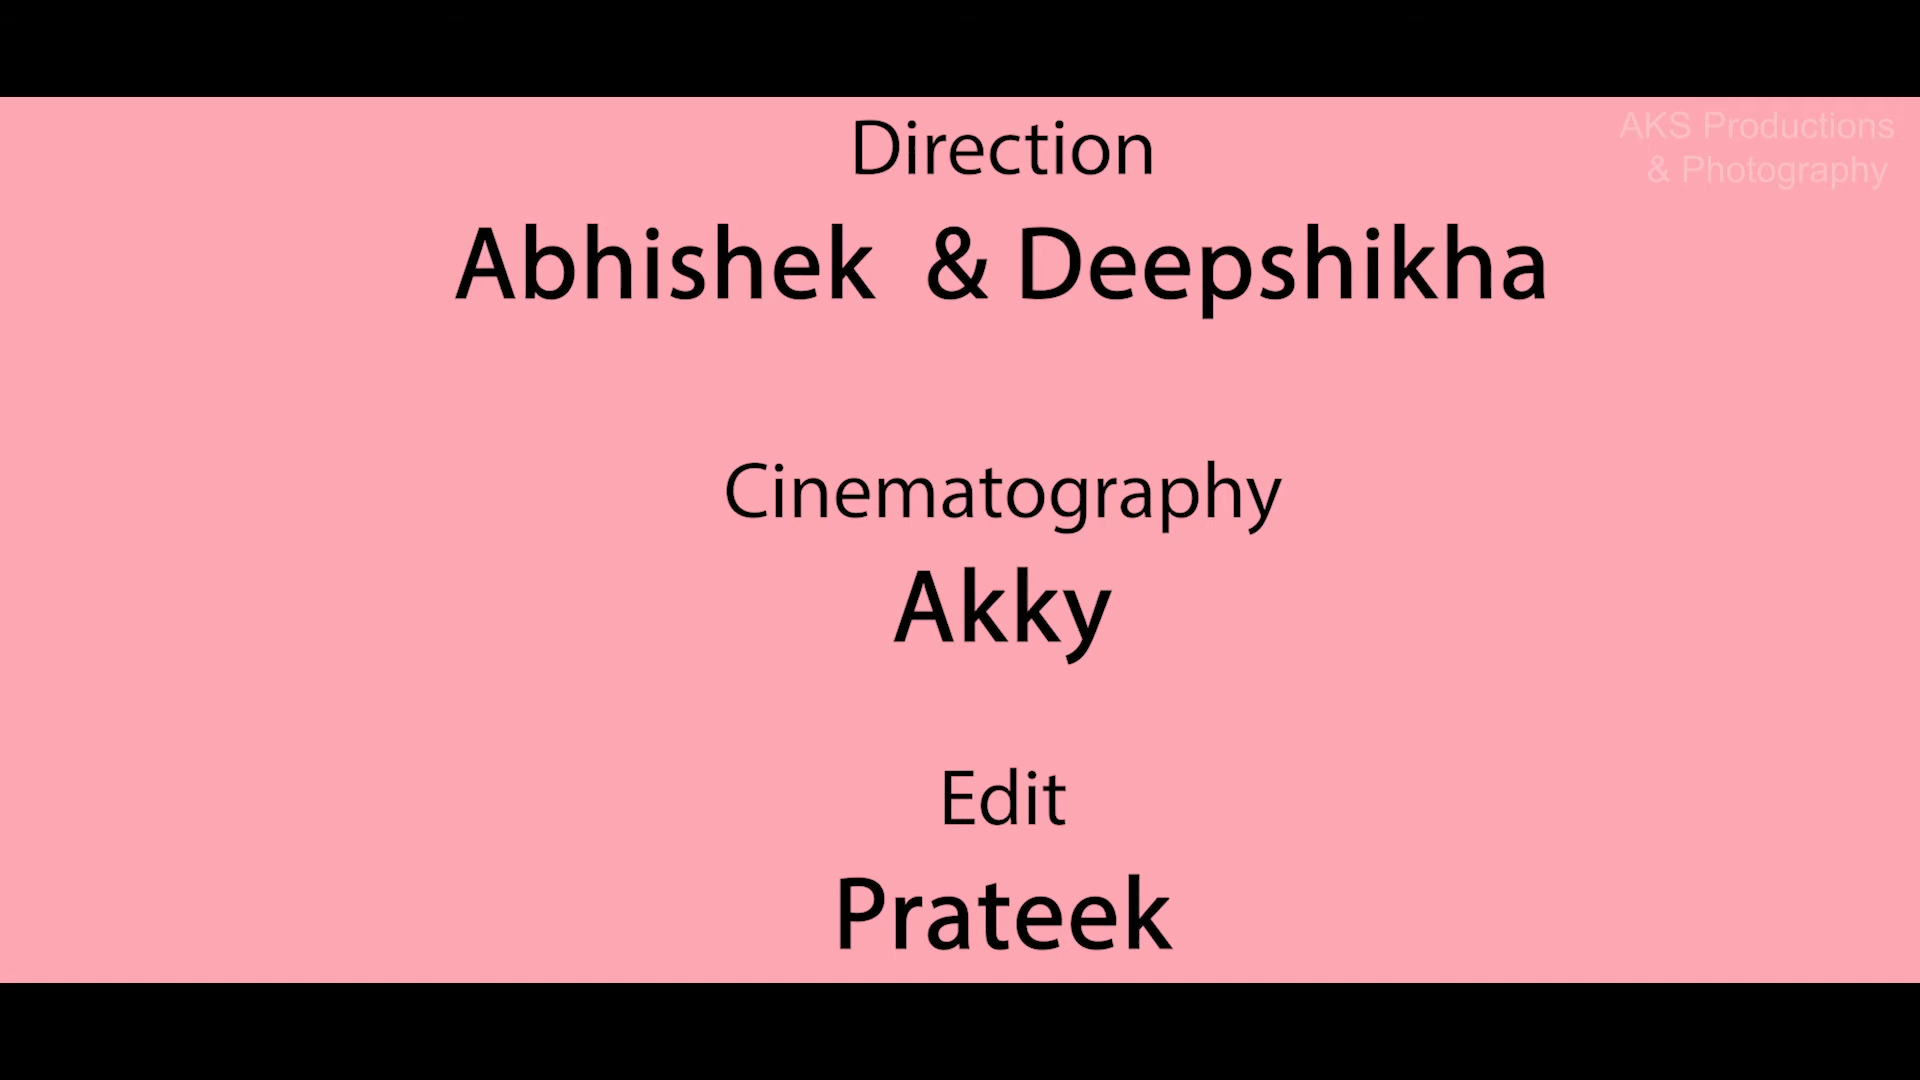 Direction
AKS Productions
& Photography
Abhishek & Deepshikha
Cinematography
Akky
Edit
Prateek